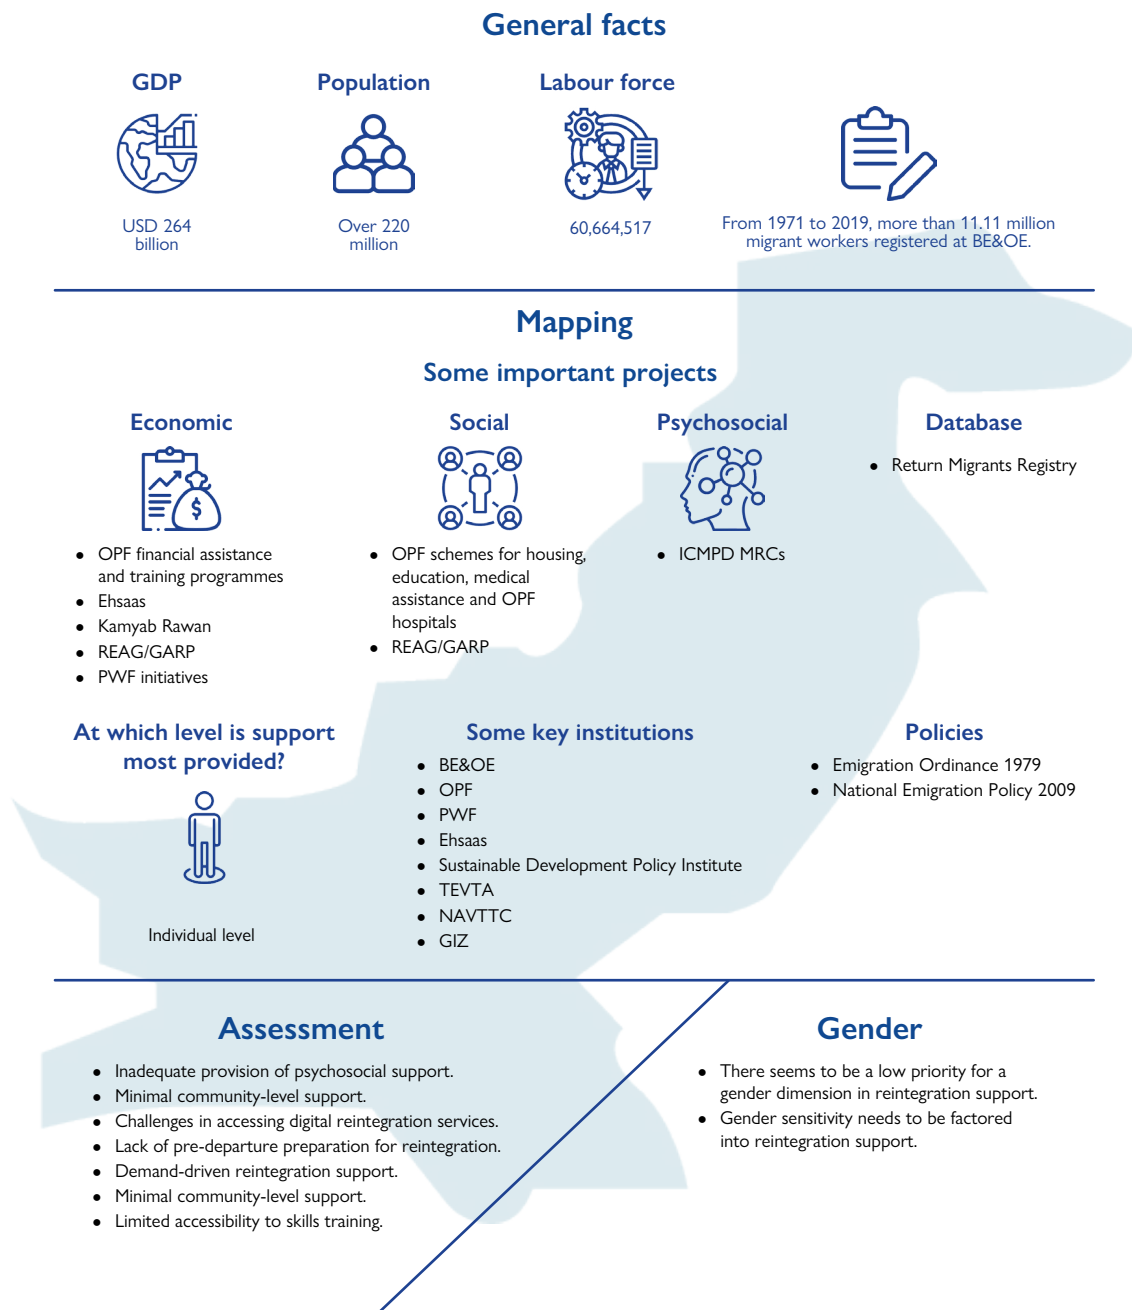 General facts
GDP
Population
Labour force
USD 264
billion
Over 220
million
60,664,517
From 1971 to 2019, more than 11.11 million
migrant workers registered at BE&OE.
Mapping
Some important projects
Economic
$
● OPF financial assistance
and training programmes
● Ehsaas
● Kamyab Rawan
● REAG/GARP
● PWF initiatives
Social
● OPF schemes for housing,
education, medical
assistance and OPF
hospitals
● REAG/GARP
Psychosocial
● ICMPD MRCs
Database
● Return Migrants Registry
At which level is support
most provided?
Individual level
Some key institutions
● BE&OE
● OPF
● PWF
● Ehsaas
● Sustainable Development Policy Institute
● TEVTA
● NAVTTC
● GIZ
Policies
● Emigration Ordinance 1979
● National Emigration Policy 2009
Assessment
● Inadequate provision of psychosocial support.
● Minimal community-level support.
● Challenges in accessing digital reintegration services.
● Lack of pre-departure preparation for reintegration.
● Demand-driven reintegration support.
● Minimal community-level support.
● Limited accessibility to skills training.
Gender
● There seems to be a low priority for a
gender dimension in reintegration support.
● Gender sensitivity needs to be factored
into reintegration support.